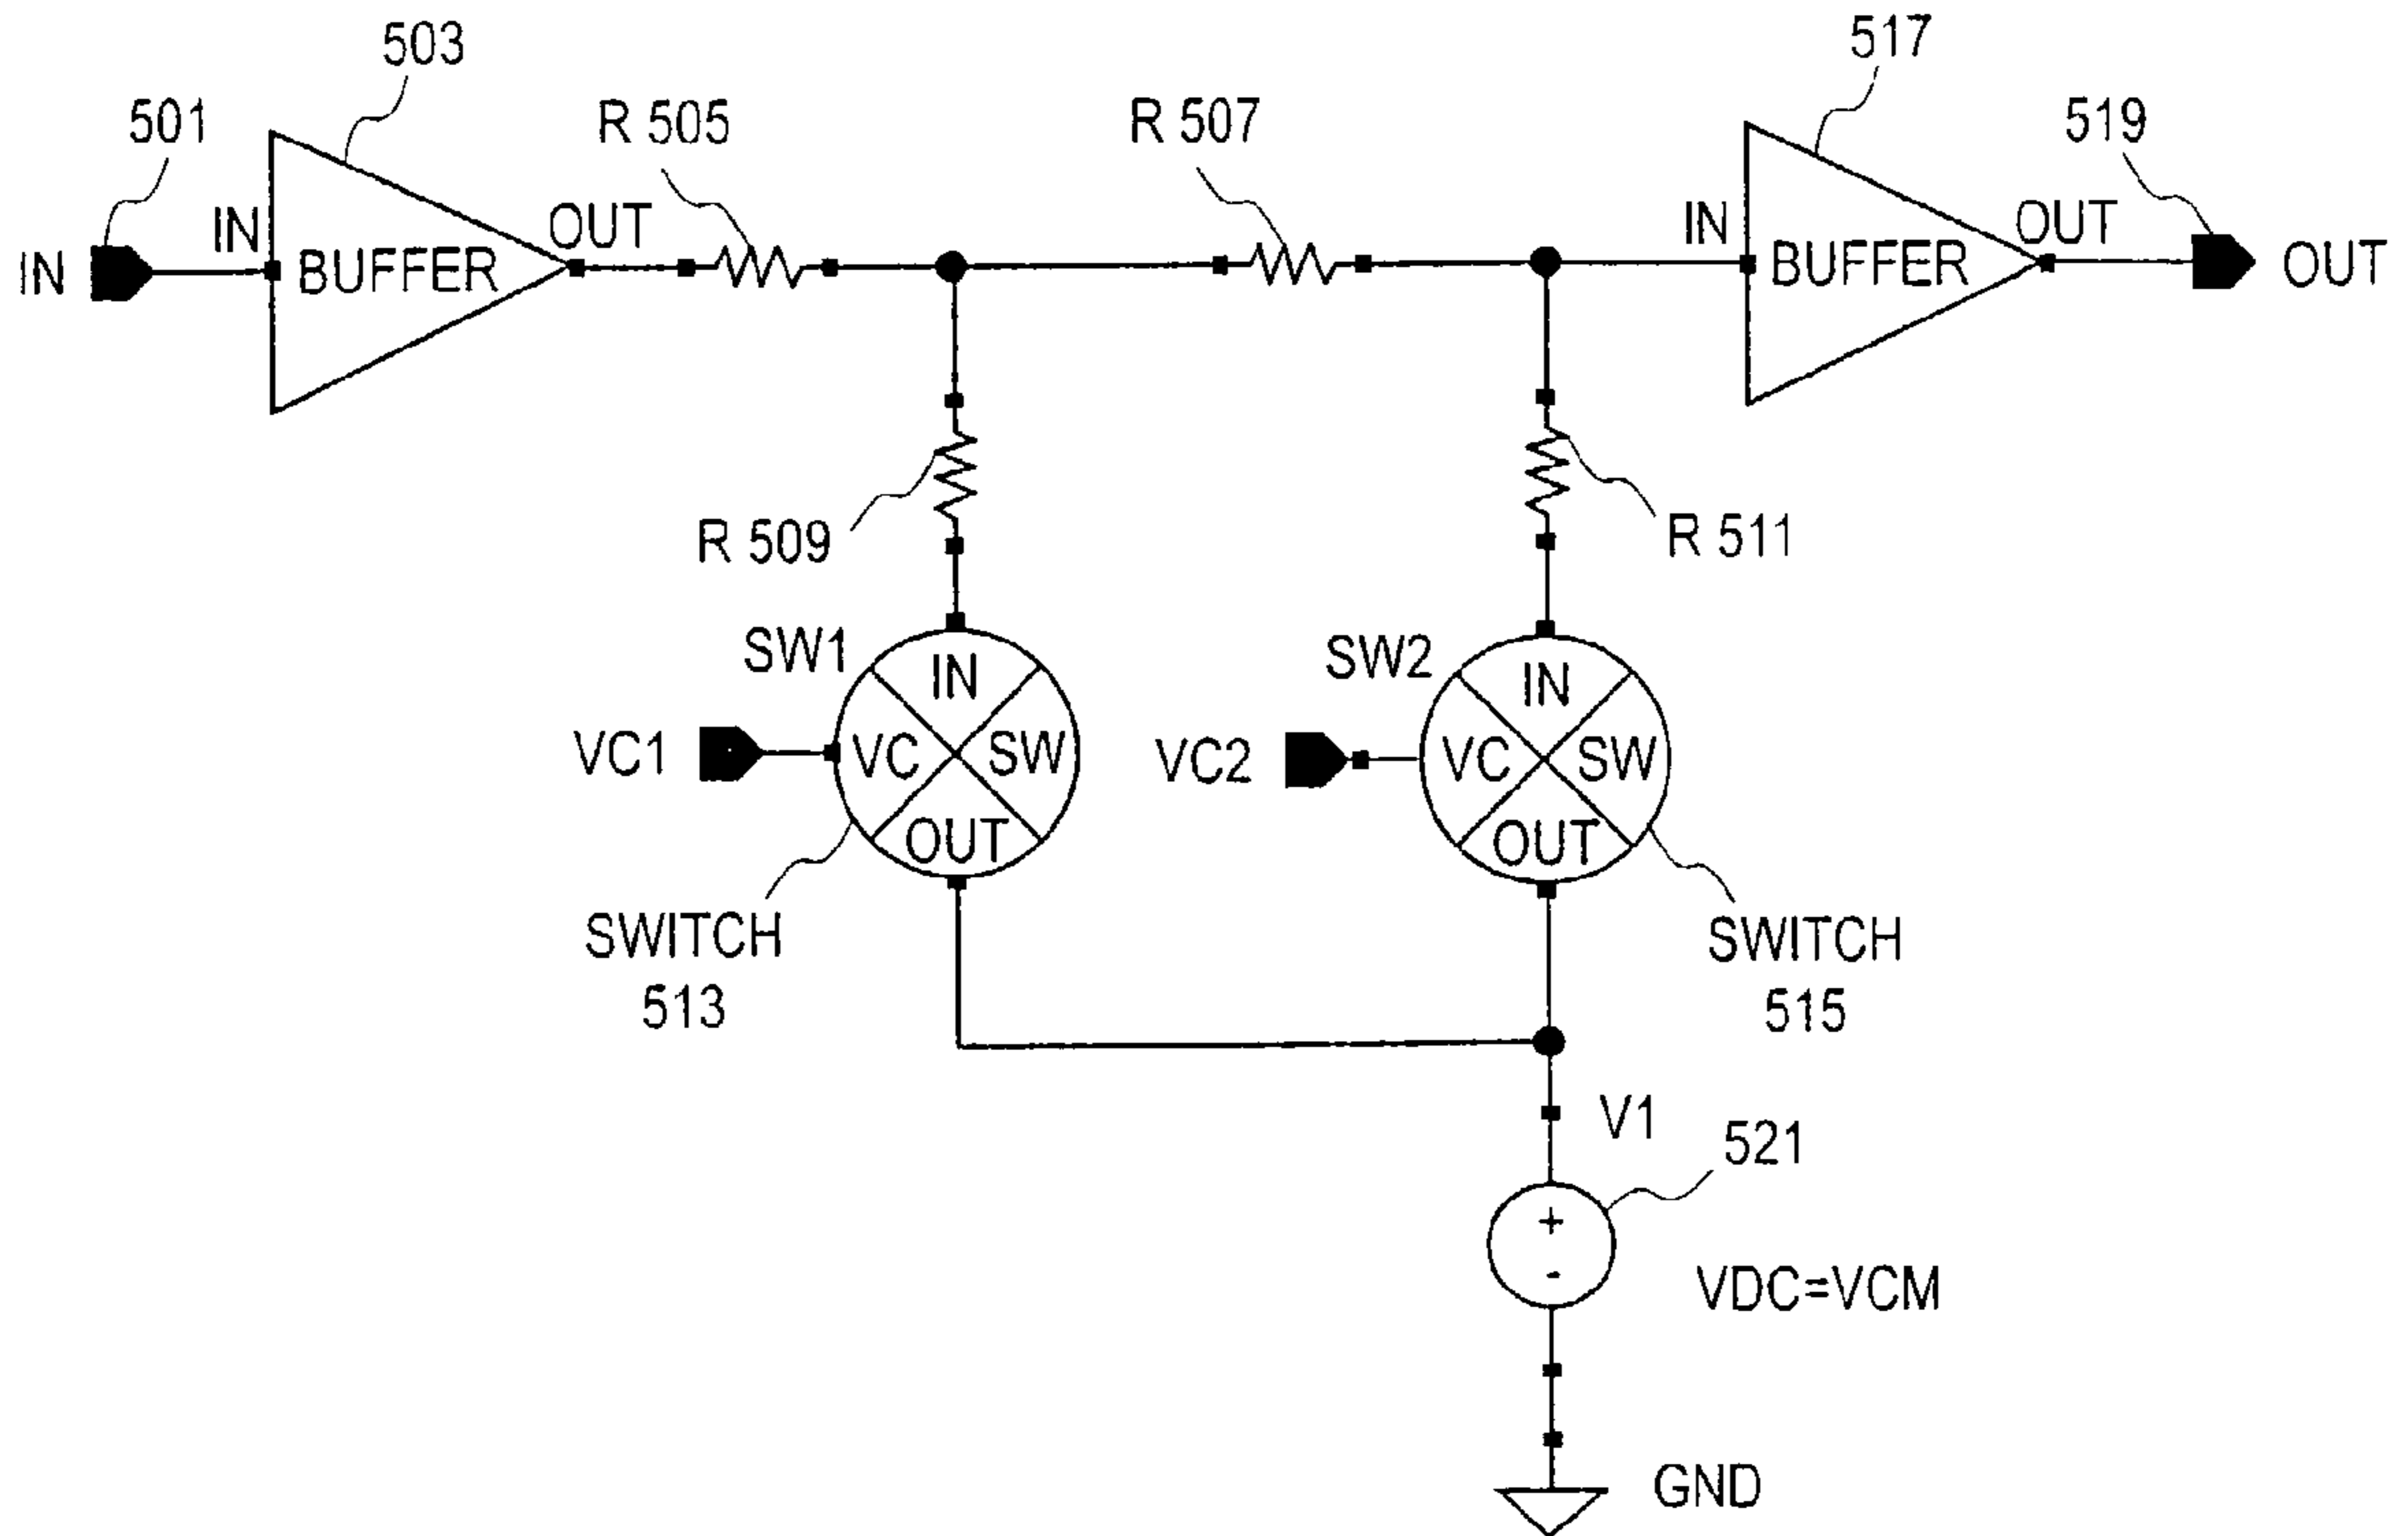 503
517
501
R 505
R 507
519
IN
IN
BUFFER
OUT
IN
BUFFER
OUT
OUT
R 509
R 511
SW1
IN
VC
SW
OUT
VC1
SW2
IN
VC
SW
OUT
VC2
SWITCH
513
SWITCH
515
V1
521
+
-
VDC=VCM
GND